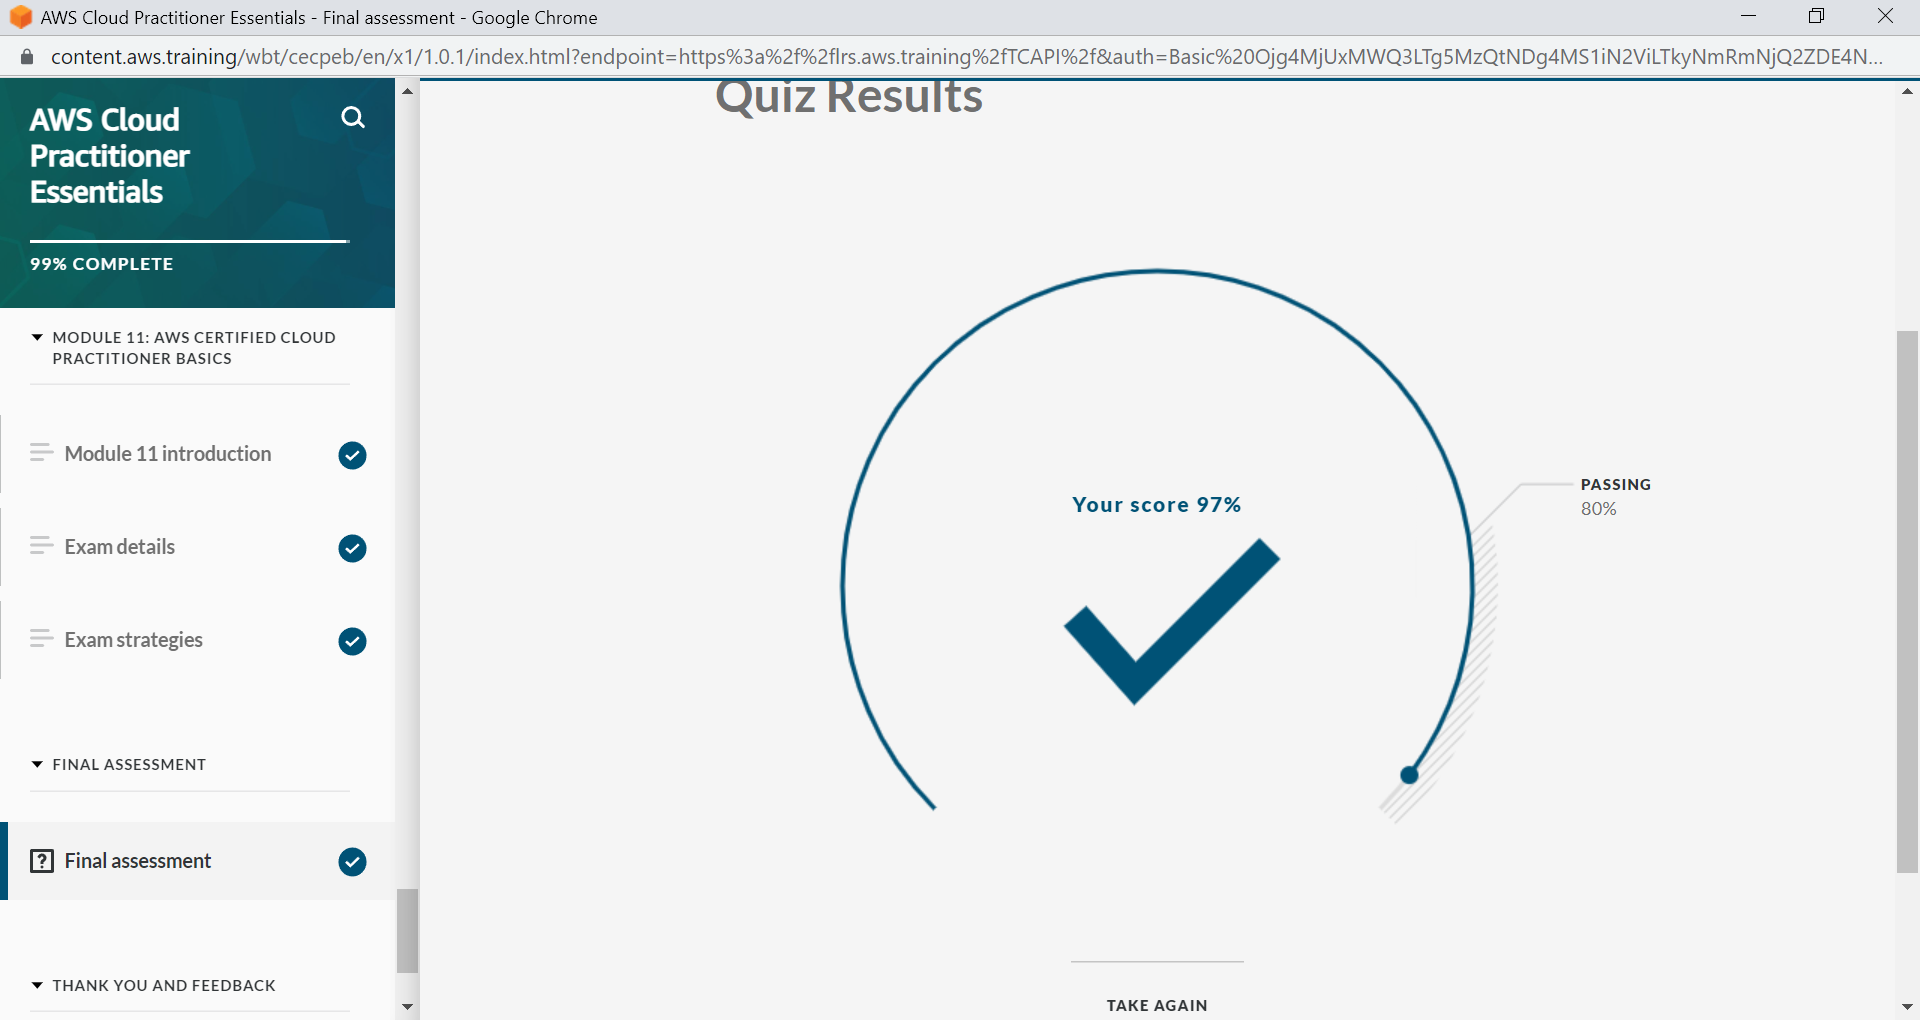 AWS Cloud Practitioner Essentials - Final assessment - Google Chrome
content.aws.training/wbt/cecpeb/en/x1/1.0.1/index.html?endpoint=https%3a%2f%2flrs.aws.training%2fTCAPI%2f&auth=Basic%20Ojg4MjUxMWQ3LTg5MzQtNDg4MS1iN2ViLTkyNmRmNjQ2ZDE4N...
AWS Cloud
Practitioner
Essentials
99% COMPLETE
MODULE 11: AWS CERTIFIED CLOUD
PRACTITIONER BASICS
Module 11 introduction
Exam details
Exam strategies
FINAL ASSESSMENT
Final assessment
THANK YOU AND FEEDBACK
Quiz Results
Your score 97%
PASSING
80%
TAKE AGAIN